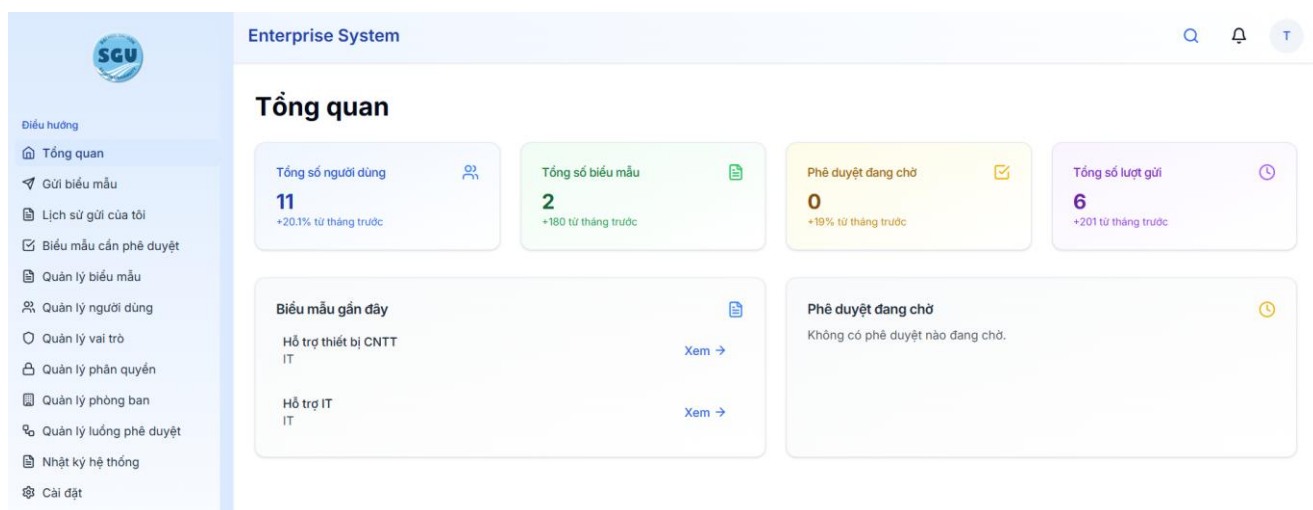 SGU
Điều hướng
Tổng quan
Gửi biểu mẫu
Lịch sử gửi của tôi
Biểu mẫu cần phê duyệt
Quản lý biểu mẫu
Quản lý người dùng
Quản lý vai trò
Quản lý phân quyền
Quản lý phòng ban
Quản lý luồng phê duyệt
Nhật ký hệ thống
Cài đặt
Enterprise System
T
Tổng quan
Tổng số người dùng
11
+20.1% từ tháng trước
Tổng số biểu mẫu
2
+180 từ tháng trước
Phê duyệt đang chờ
0
+19% từ tháng trước
Tổng số lượt gửi
6
+201 từ tháng trước
Biểu mẫu gần đây
Hỗ trợ thiết bị CNTT
IT
Xem →
Hỗ trợ IT
IT
Xem →
Phê duyệt đang chờ
Không có phê duyệt nào đang chờ.